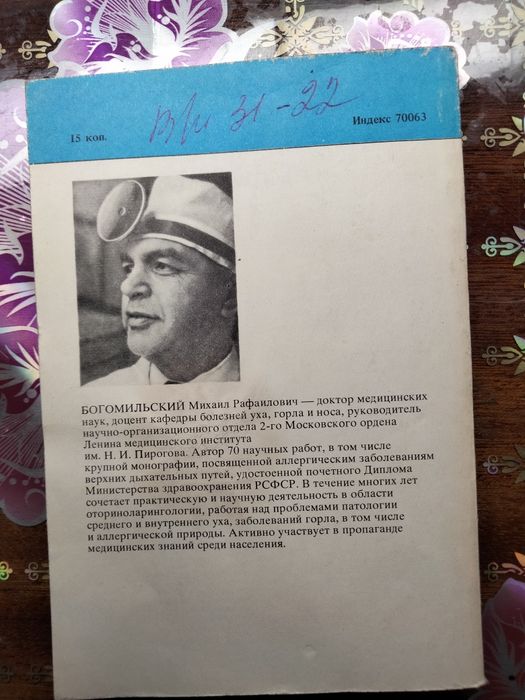 31-22
15 коп.
Индекс 70063
БОГОМИЛЬСКИЙ Михаил Рафаилович — доктор медицинских
наук, доцент кафедры болезней уха, горла и носа, руководитель
научно-организационного отдела 2-го Московского ордена
Ленина медицинского института
им. Н. И. Пирогова. Автор 70 научных работ, в том числе
крупной монографии, посвященной аллергическим заболеваниям
верхних дыхательных путей, удостоенной почетного Диплома
Министерства здравоохранения РСФСР. В течение многих лет
сочетает практическую и научную деятельность в области
оториноларингологии, работая над проблемами патологии
среднего и внутреннего уха, заболеваний горла, в том числе
и аллергической природы. Активно участвует в пропаганде
медицинских знаний среди населения.